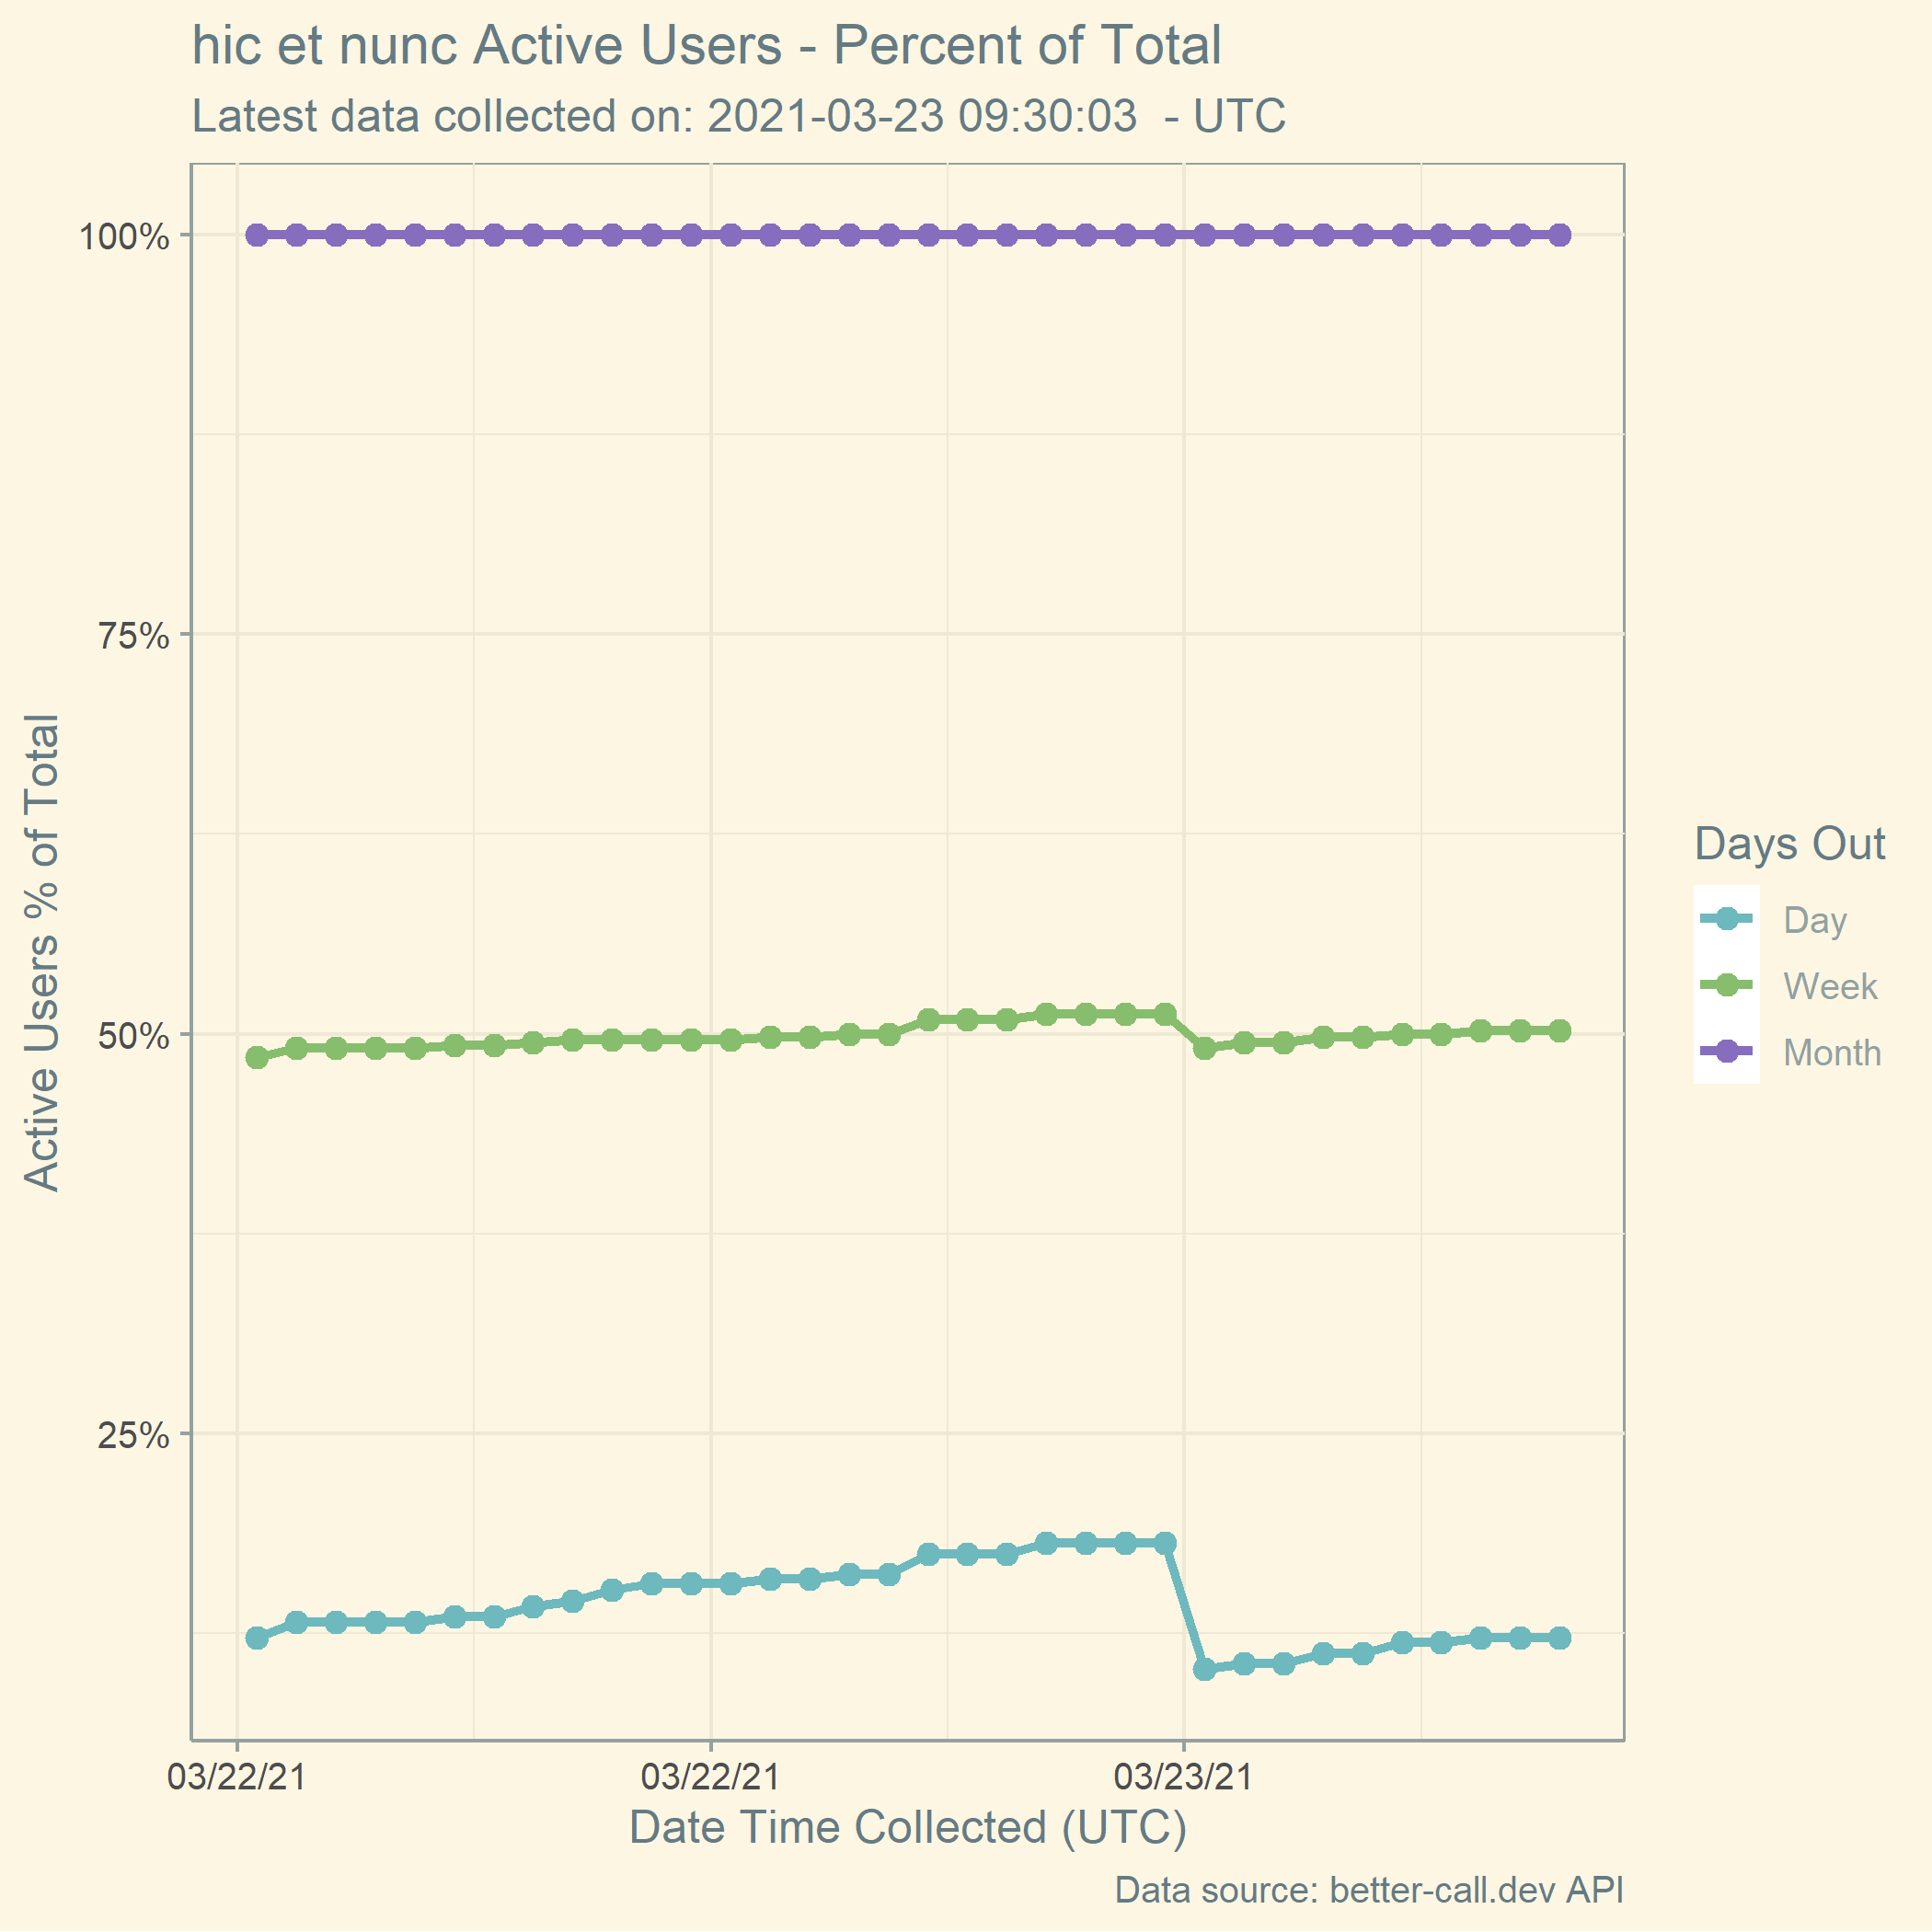 hic et nunc Active Users - Percent of Total
Latest data collected on: 2021-03-23 09:30:03  - UTC
Active Users % of Total
100%
75%
50%
25%
03/22/21
03/22/21
03/23/21
Date Time Collected (UTC)
Days Out
Day
Week
Month
Data source: better-call.dev API